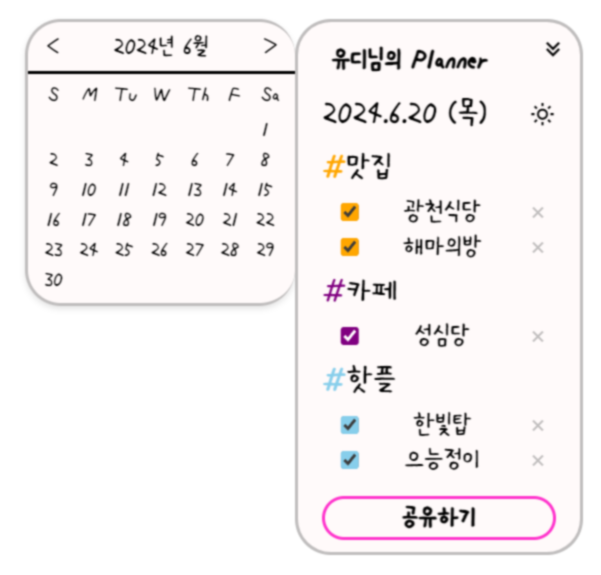 < 2024년 6월 >
S M Tu W Th F Sa
1
2 3 4 5 6 7 8
9 10 11 12 13 14 15
16 17 18 19 20 21 22
23 24 25 26 27 28 29
30
유디님의 Planner
2024.6.20 (목)
#맛집
광천식당
해마의방
#카페
성심당
#핫플
한빛탑
으능정이
공유하기